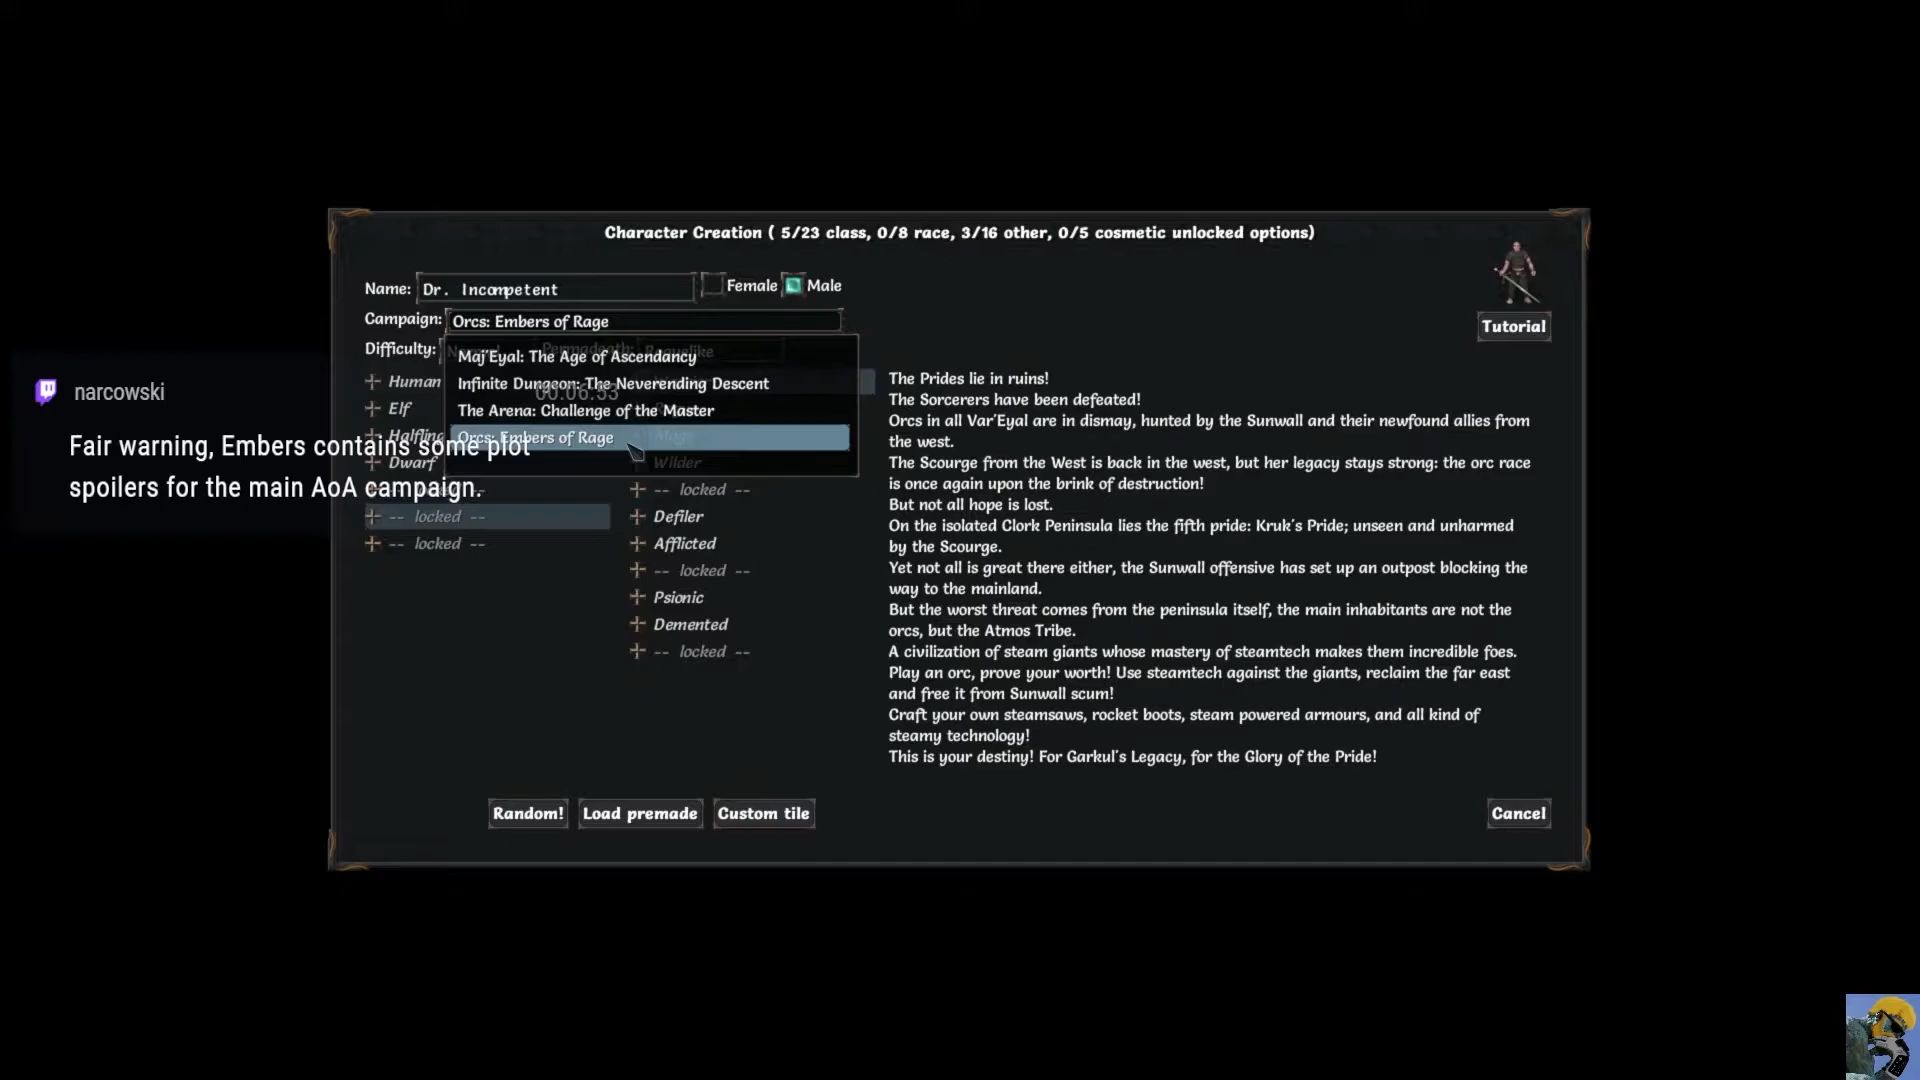 Character Creation ( 5/23 class, 0/8 race, 3/16 other, 0/5 cosmetic unlocked options)
Name: Dr. Incompetent
Female Male
Campaign: Orcs: Embers of Rage
Tutorial
Difficulty: Permadeath: Roguelike
Maj'Eyal: The Age of Ascendancy
Infinite Dungeon: The Neverending Descent
The Arena: Challenge of the Master
Orcs: Embers of Rage
00:06:53
narcowski
Fair warning, Embers contains some plot
spoilers for the main AoA campaign.
Human
Elf
Halfling
Dwarf
-- locked --
-- locked --
Mage
Wilder
-- locked --
Defiler
Afflicted
-- locked --
Psionic
Demented
-- locked --
The Prides lie in ruins!
The Sorcerers have been defeated!
Orcs in all Var'Eyal are in dismay, hunted by the Sunwall and their newfound allies from
the west.
The Scourge from the West is back in the west, but her legacy stays strong: the orc race
is once again upon the brink of destruction!
But not all hope is lost.
On the isolated Clork Peninsula lies the fifth pride: Kruk's Pride; unseen and unharmed
by the Scourge.
Yet not all is great there either, the Sunwall offensive has set up an outpost blocking the
way to the mainland.
But the worst threat comes from the peninsula itself, the main inhabitants are not the
orcs, but the Atmos Tribe.
A civilization of steam giants whose mastery of steamtech makes them incredible foes.
Play an orc, prove your worth! Use steamtech against the giants, reclaim the far east
and free it from Sunwall scum!
Craft your own steamsaws, rocket boots, steam powered armours, and all kind of
steamy technology!
This is your destiny! For Garkul's Legacy, for the Glory of the Pride!
Random! Load premade Custom tile
Cancel